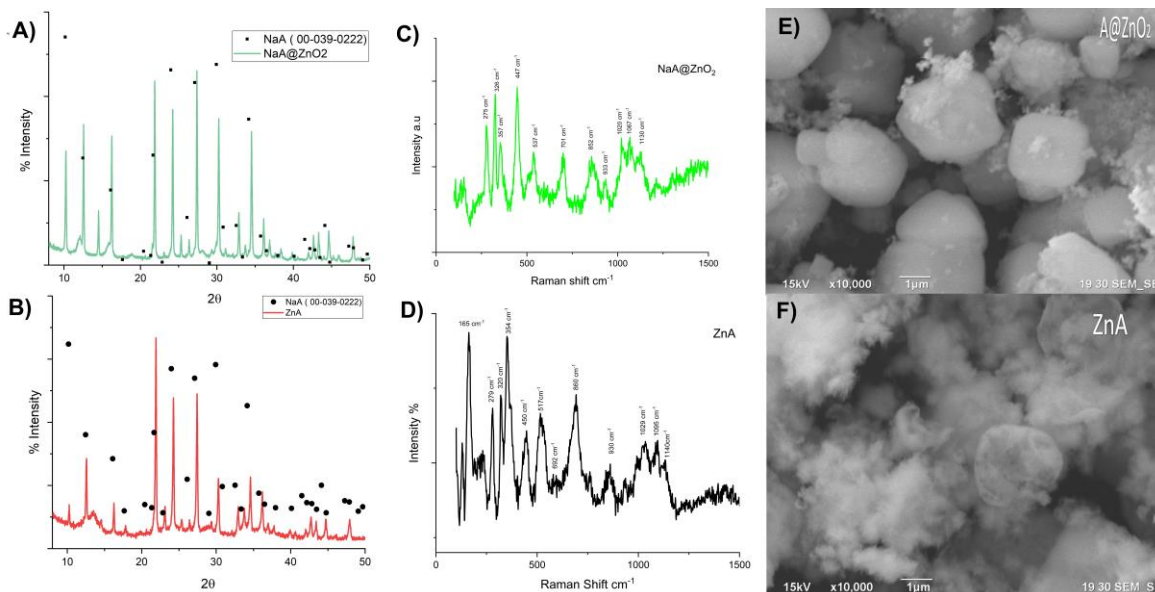 A)
NaA ( 00-039-0222)
NaA@ZnO2
% Intensity
10 20 30 40 50
2θ
B)
NaA ( 00-039-0222)
ZnA
% Intensity
10 20 30 40 50
2θ
C)
NaA@ZnO₂
275 cm⁻¹
326 cm⁻¹
357 cm⁻¹
447 cm⁻¹
537 cm⁻¹
701 cm⁻¹
852 cm⁻¹
933 cm⁻¹
1020 cm⁻¹
1067 cm⁻¹
1130 cm⁻¹
Intensity a.u
0 500 1000 1500
Raman shift cm⁻¹
D)
ZnA
165 cm⁻¹
279 cm⁻¹
320 cm⁻¹
354 cm⁻¹
450 cm⁻¹
517cm⁻¹
692 cm⁻¹
860 cm⁻¹
930 cm⁻¹
1029 cm⁻¹
1095 cm⁻¹
1140cm⁻¹
Intensity %
0 500 1000 1500
Raman Shift cm⁻¹
E)
A@ZnO₂
15kV ×10,000 1μm 19 30 SEM_SE
F)
ZnA
15kV ×10,000 1μm 19 30 SEM_SE